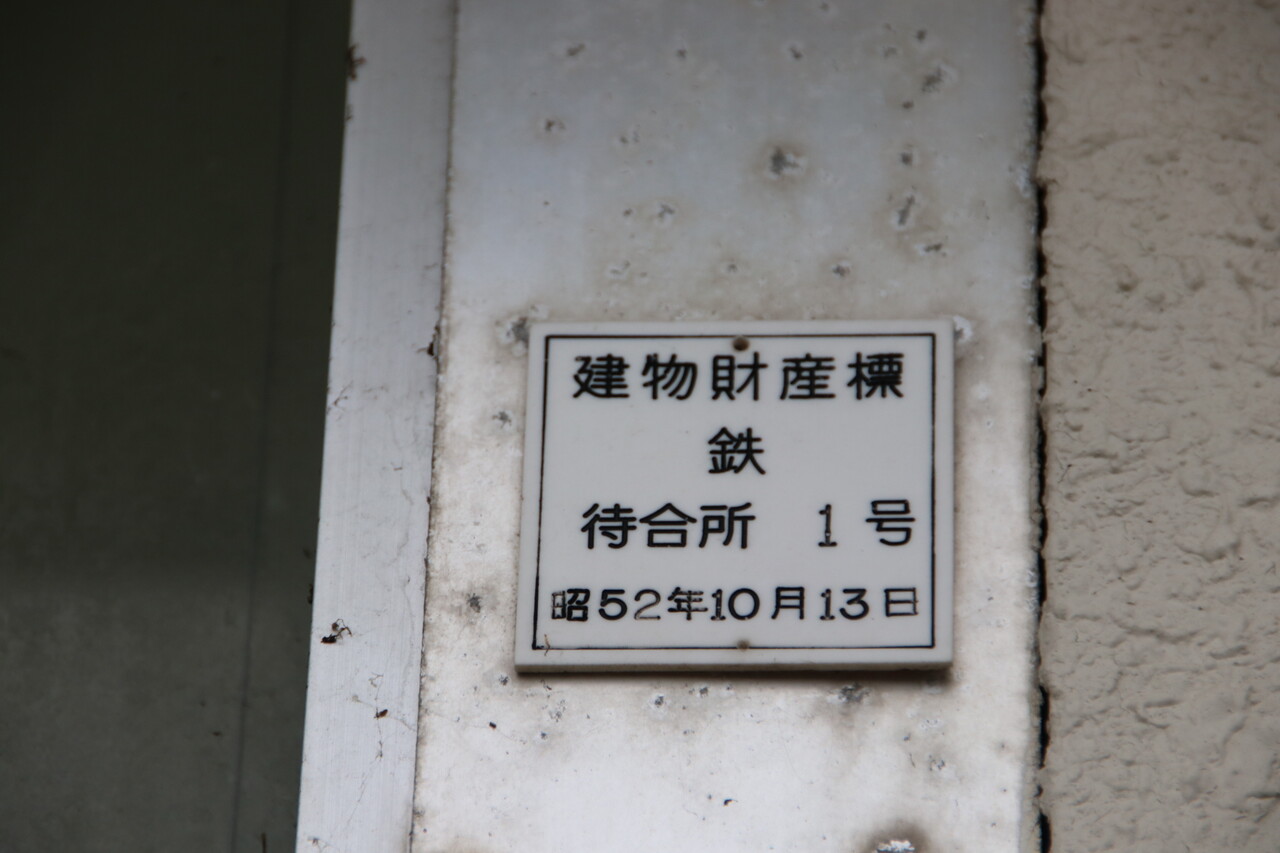 建物財産標
鉄
待合所 1号
昭52年10月13日